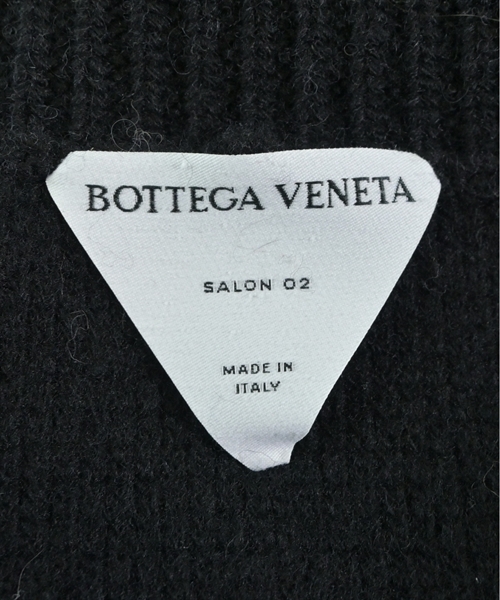 BOTTEGA VENETA
SALON 02
MADE IN
ITALY